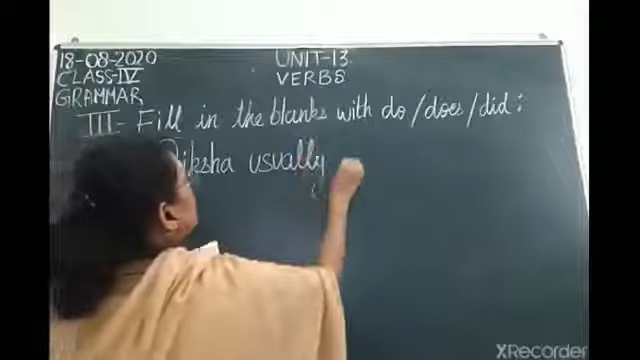 18-08-2020
UNIT-13
CLASS-IV
VERBS
GRAMMAR
III- Fill in the blanks with do/does/did:
Diksha usually
XRecorder